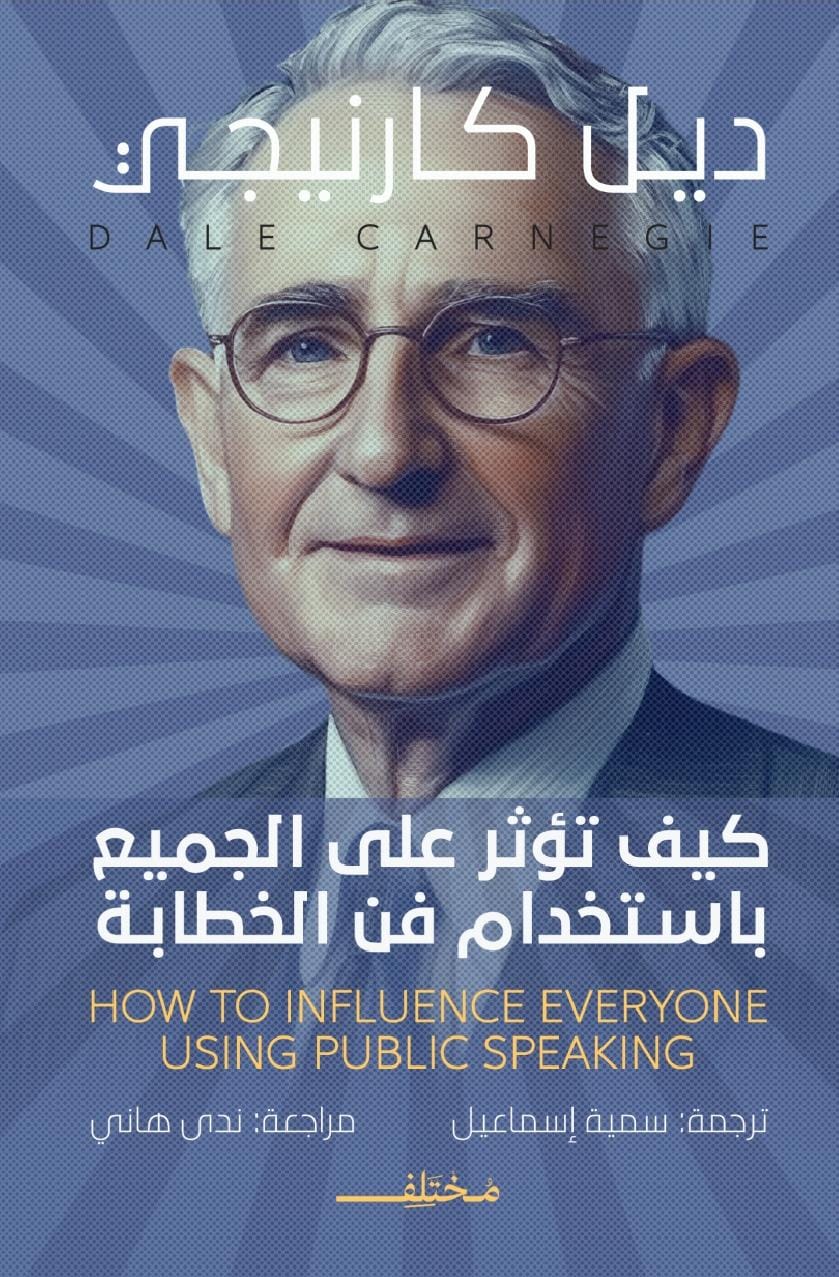 ديل كارنيجي
DALE CARNEGIE
كيف تؤثر على الجميع
باستخدام فن الخطابة
HOW TO INFLUENCE EVERYONE
USING PUBLIC SPEAKING
ترجمة: سمية إسماعيل مراجعة: ندى هاني
مُختَلِف